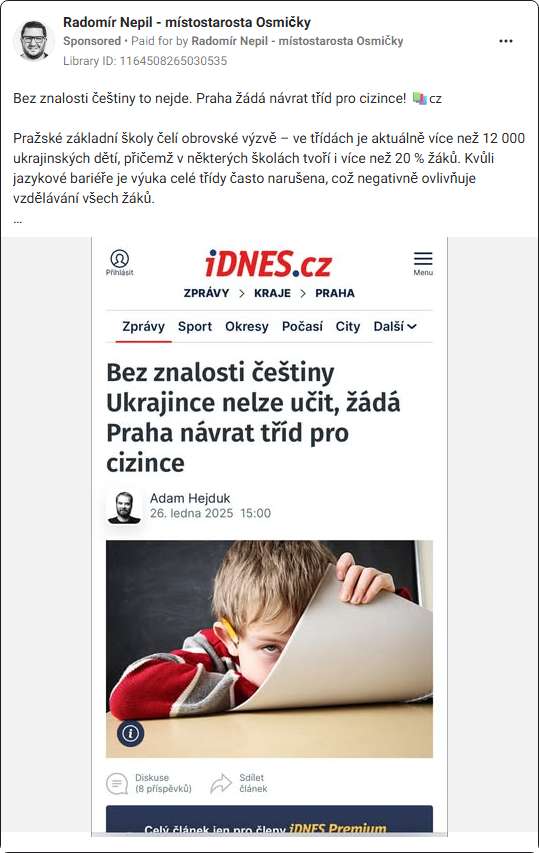 Radomír Nepil - místostarosta Osmičky
Sponsored • Paid for by Radomír Nepil - místostarosta Osmičky
Library ID: 1164508265030535
Bez znalosti češtiny to nejde. Praha žádá návrat tříd pro cizince! 📚cz
Pražské základní školy čelí obrovské výzvě – ve třídách je aktuálně více než 12 000
ukrajinských dětí, přičemž v některých školách tvoří i více než 20 % žáků. Kvůli
jazykové bariéře je výuka celé třídy často narušena, což negativně ovlivňuje
vzdělávání všech žáků.
...
Přihlásit
iDNES.cz
Menu
ZPRÁVY > KRAJE > PRAHA
Zprávy Sport Okresy Počasí City Další
Bez znalosti češtiny
Ukrajince nelze učit, žádá
Praha návrat tříd pro
cizince
Adam Hejduk
26. ledna 2025 15:00
Diskuse
(8 příspěvků)
Sdílet
článek
Celý článek jen pro členy iDNES Premium